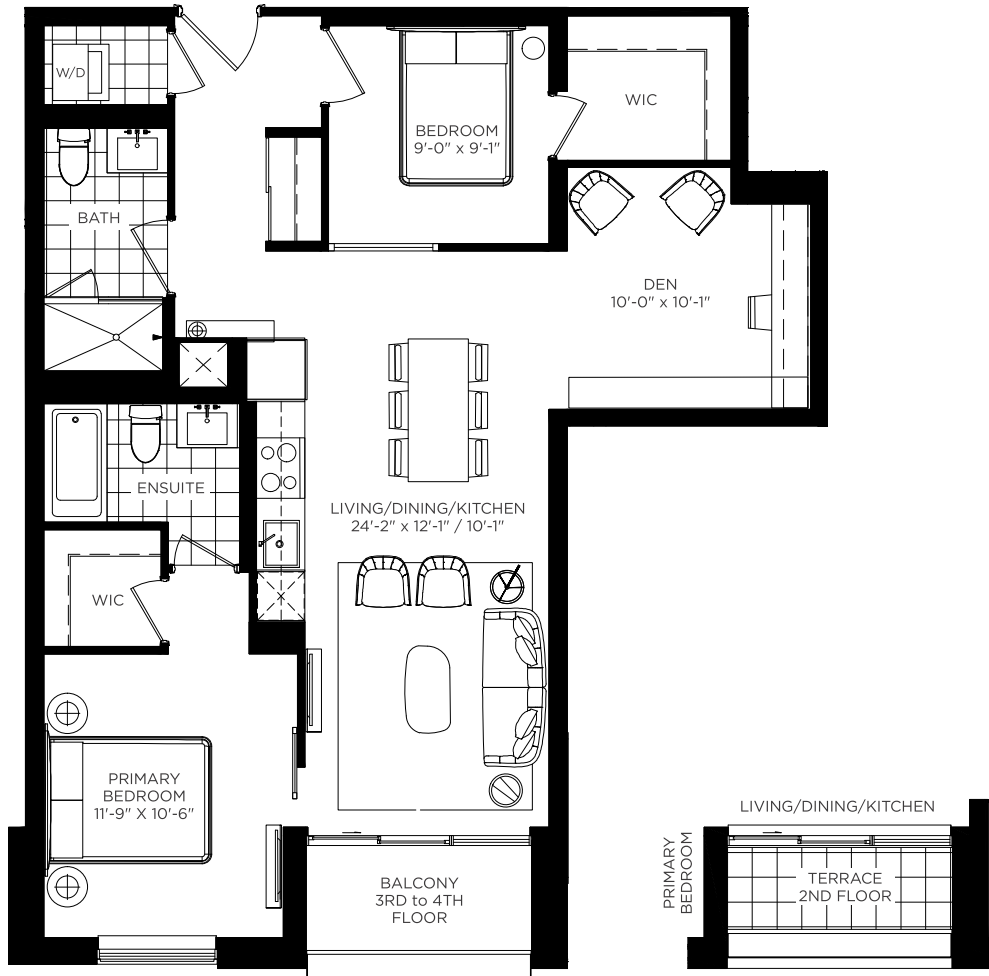 W/D
BEDROOM
9'-0" x 9'-1"
WIC
BATH
DEN
10'-0" x 10'-1"
ENSUITE
LIVING/DINING/KITCHEN
24'-2" x 12'-1" / 10'-1"
WIC
PRIMARY
BEDROOM
11'-9" X 10'-6"
BALCONY
3RD to 4TH
FLOOR
LIVING/DINING/KITCHEN
PRIMARY
BEDROOM
TERRACE
2ND FLOOR